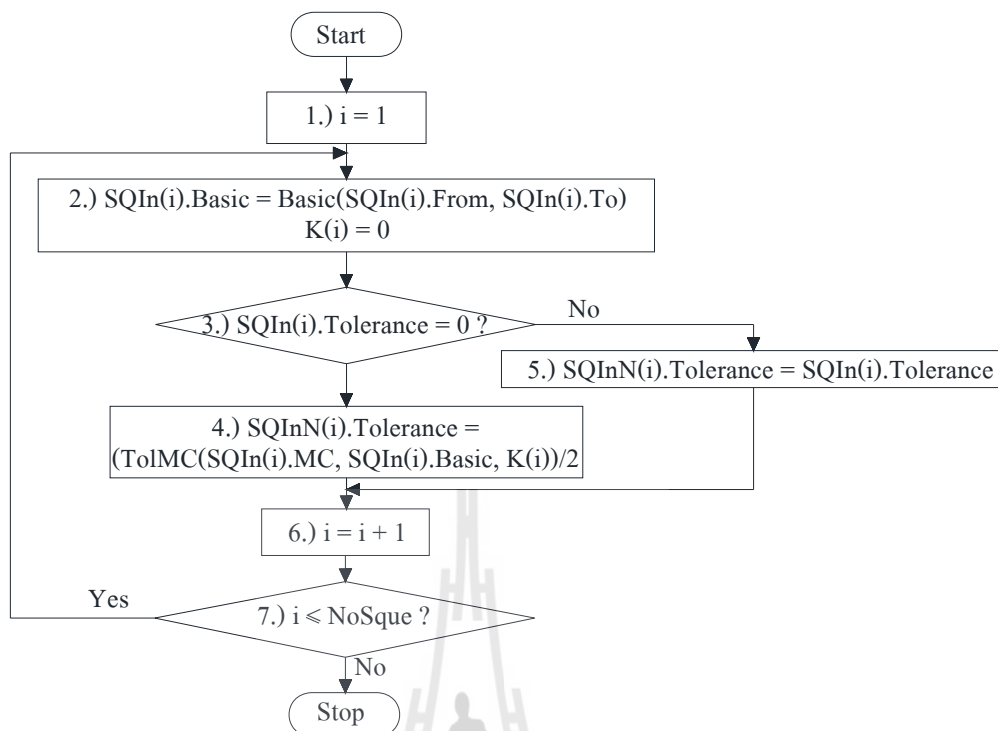 Start
1.) i = 1
2.) SQIn(i).Basic = Basic(SQIn(i).From, SQIn(i).To)
K(i) = 0
3.) SQIn(i).Tolerance = 0 ?
No
5.) SQInN(i).Tolerance = SQIn(i).Tolerance
4.) SQInN(i).Tolerance =
(TolMC(SQIn(i).MC, SQIn(i).Basic, K(i))/2
6.) i = i + 1
Yes
7.) i ⩽ NoSque ?
No
Stop